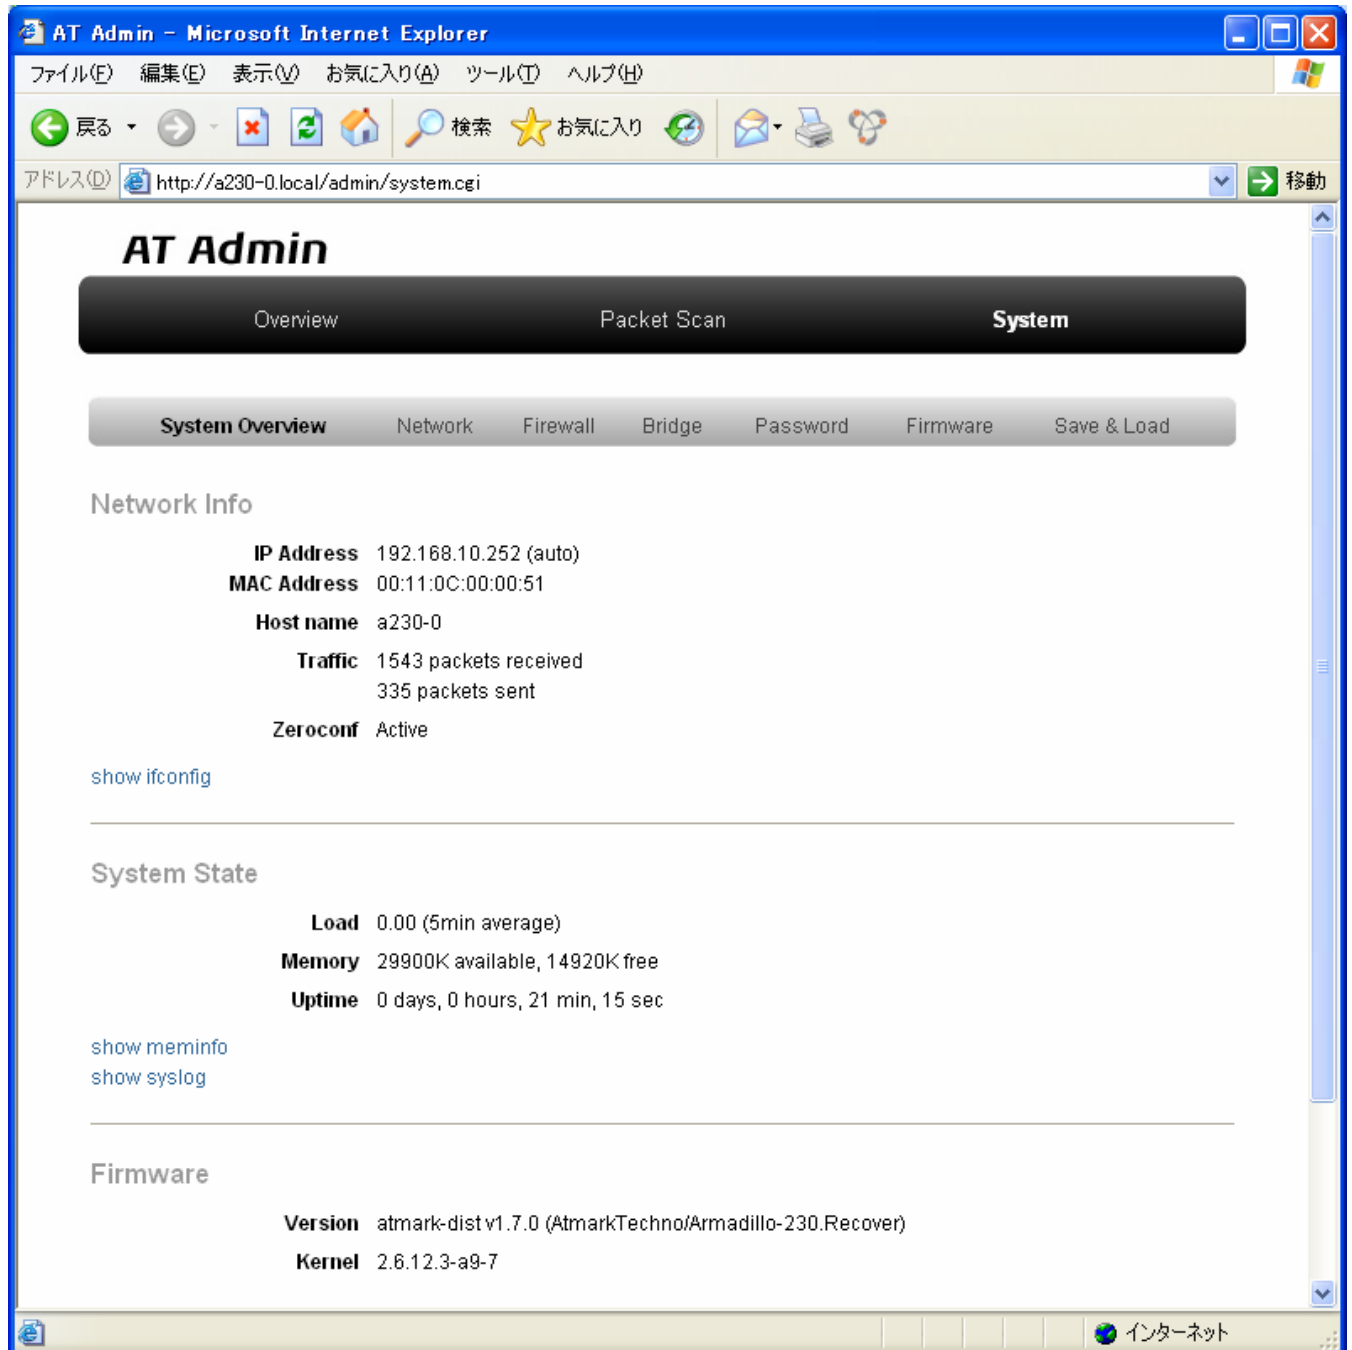 AT Admin - Microsoft Internet Explorer
ファイル(F) 編集(E) 表示(V) お気に入り(A) ツール(T) ヘルプ(H)
戻る 検索 お気に入り
アドレス(D) http://a230-0.local/admin/system.cgi 移動
AT Admin
Overview Packet Scan System
System Overview Network Firewall Bridge Password Firmware Save & Load
Network Info
IP Address 192.168.10.252 (auto)
MAC Address 00:11:0C:00:00:51
Host name a230-0
Traffic 1543 packets received
335 packets sent
Zeroconf Active
show ifconfig
System State
Load 0.00 (5min average)
Memory 29900K available, 14920K free
Uptime 0 days, 0 hours, 21 min, 15 sec
show meminfo
show syslog
Firmware
Version atmark-dist v1.7.0 (AtmarkTechno/Armadillo-230.Recover)
Kernel 2.6.12.3-a9-7
インターネット